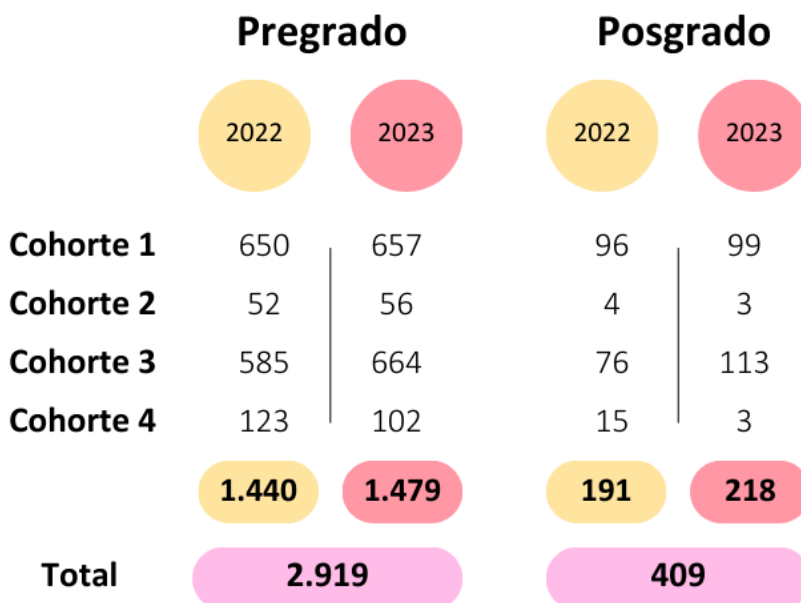 Pregrado Posgrado
2022 2023 2022 2023
Cohorte 1 650 657 96 99
Cohorte 2 52 56 4 3
Cohorte 3 585 664 76 113
Cohorte 4 123 102 15 3
1.440 1.479 191 218
Total 2.919 409